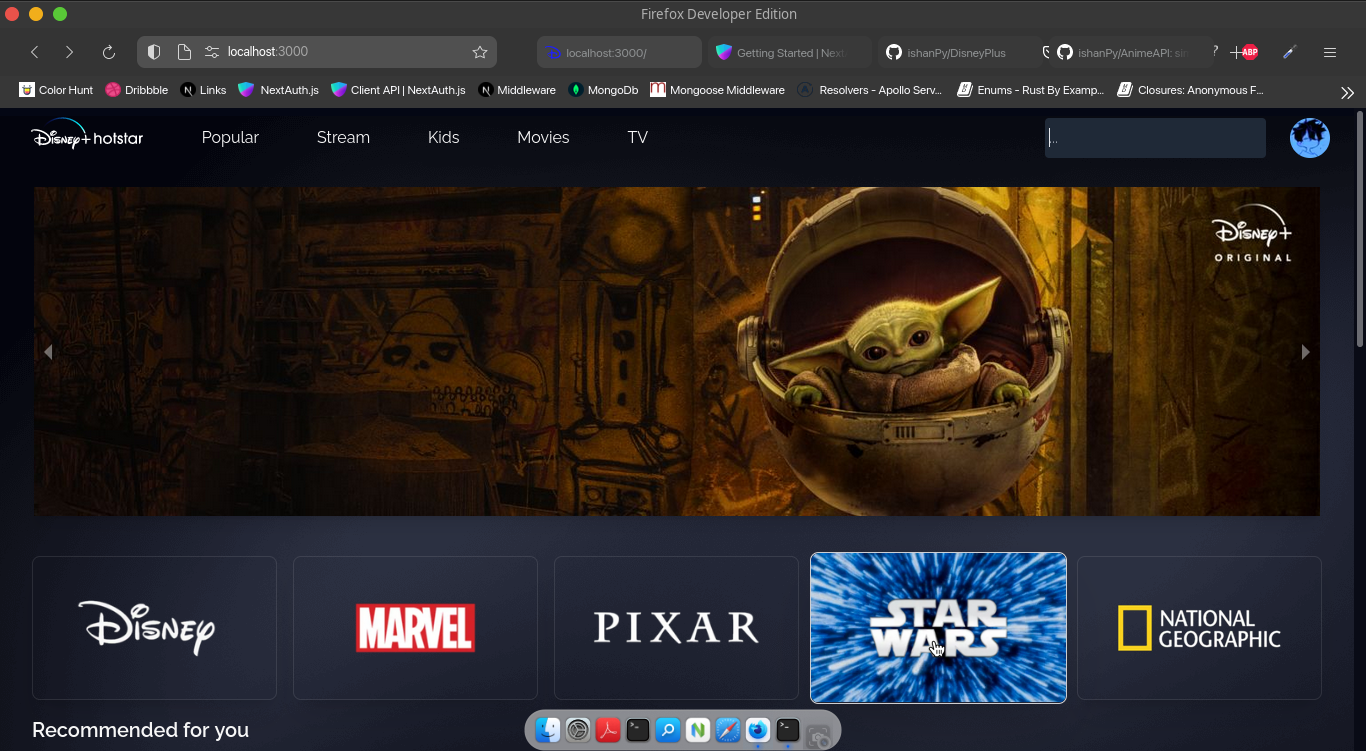 Firefox Developer Edition
localhost:3000
localhost:3000/
Getting Started | Next
ishanPy/DisneyPlus
ishanPy/AnimeAPI: sim
?
ABP
Color Hunt
Dribbble
Links
NextAuth.js
Client API | NextAuth.js
Middleware
MongoDb
Mongoose Middleware
Resolvers - Apollo Serv…
Enums - Rust By Examp…
Closures: Anonymous F…
Disney+ hotstar
Popular
Stream
Kids
Movies
TV
...
Disney+
ORIGINAL
Disney
MARVEL
PIXAR
STAR
WARS
NATIONAL
GEOGRAPHIC
Recommended for you